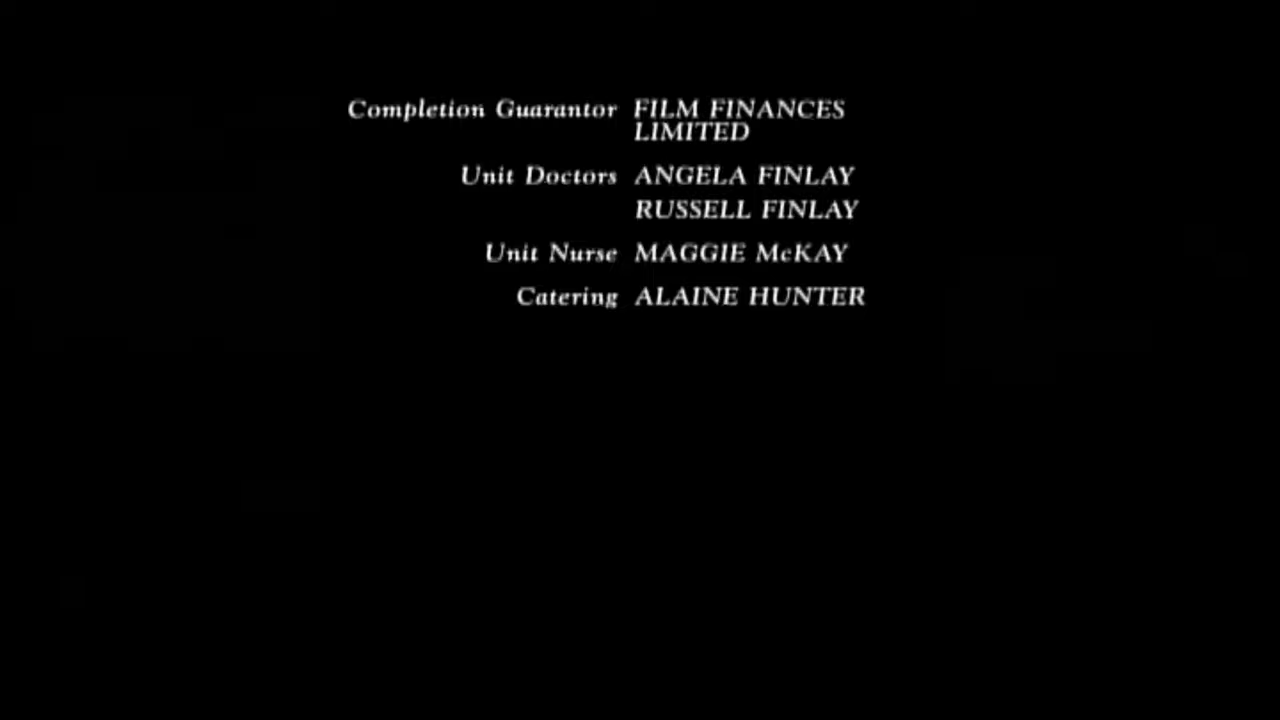 Completion Guarantor FILM FINANCES
LIMITED
Unit Doctors ANGELA FINLAY
RUSSELL FINLAY
Unit Nurse MAGGIE McKAY
Catering ALAINE HUNTER